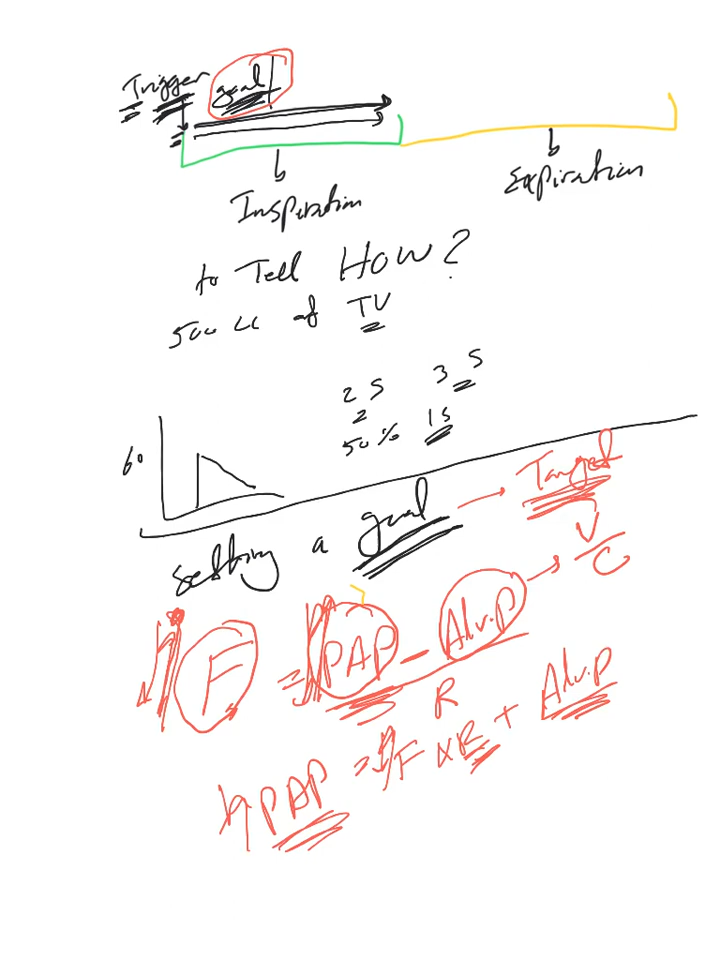 Trigger goal
Inspiration
Expiration
to Tell HOW?
500 cc of TV
2 S 3 S
2 1S
50%
60
setting a goal → Target
F = PAP - Alv.P → V/C
R
PAP = F x R + Alv.P